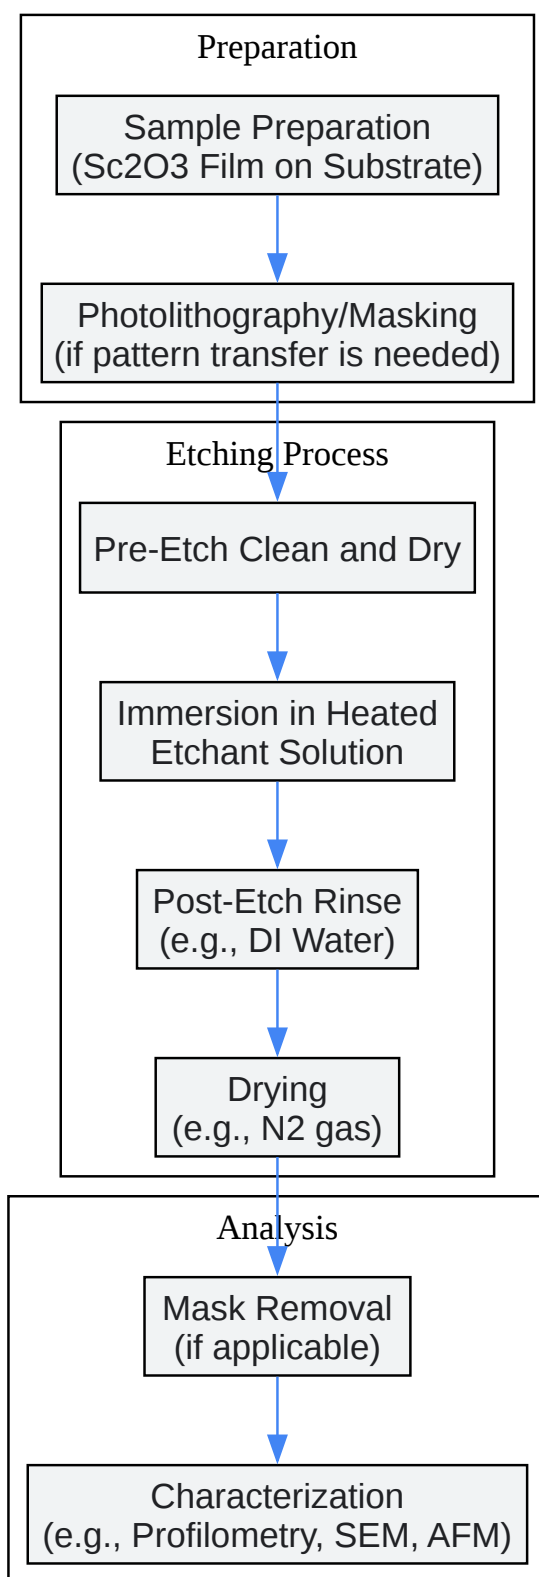 Preparation
Sample Preparation
(Sc2O3 Film on Substrate)
Photolithography/Masking
(if pattern transfer is needed)
Etching Process
Pre-Etch Clean and Dry
Immersion in Heated
Etchant Solution
Post-Etch Rinse
(e.g., DI Water)
Drying
(e.g., N2 gas)
Analysis
Mask Removal
(if applicable)
Characterization
(e.g., Profilometry, SEM, AFM)